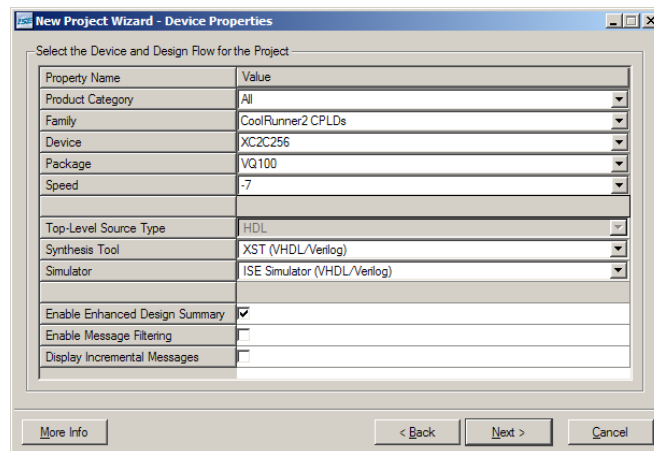 ISE New Project Wizard - Device Properties
Select the Device and Design Flow for the Project
Property Name Value
Product Category All
Family CoolRunner2 CPLDs
Device XC2C256
Package VQ100
Speed -7
Top-Level Source Type HDL
Synthesis Tool XST (VHDL/Verilog)
Simulator ISE Simulator (VHDL/Verilog)
Enable Enhanced Design Summary
Enable Message Filtering
Display Incremental Messages
More Info < Back Next > Cancel